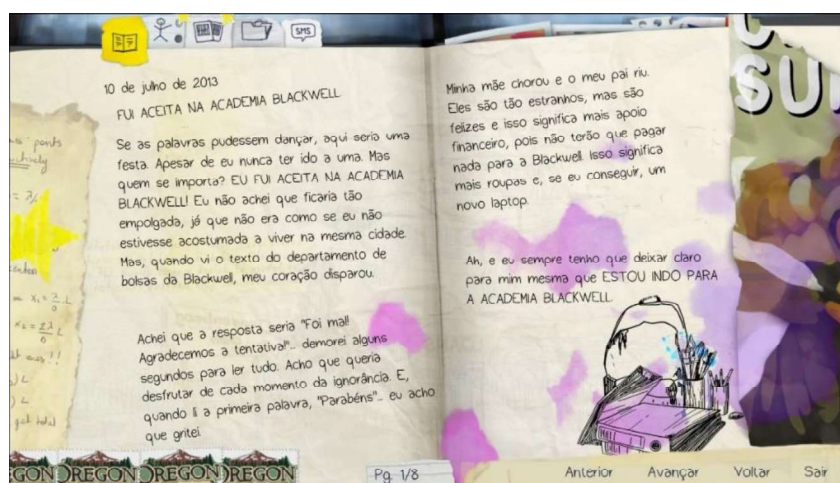 SMS
10 de julho de 2013
FUI ACEITA NA ACADEMIA BLACKWELL
Se as palavras pudessem dançar, aqui seria uma
festa. Apesar de eu nunca ter ido a uma. Mas
quem se importa? EU FUI ACEITA NA ACADEMIA
BLACKWELL! Eu não achei que ficaria tão
empolgada, já que não era como se eu não
estivesse acostumada a viver na mesma cidade.
Mas, quando vi o texto do departamento de
bolsas da Blackwell, meu coração disparou.
Achei que a resposta seria "Foi mal!
Agradecemos a tentativa!"... demorei alguns
segundos para ler tudo. Acho que queria
desfrutar de cada momento da ignorância. E,
quando li a primeira palavra, "Parabéns"... eu acho
que gritei.
Minha mãe chorou e o meu pai riu.
Eles são tão estranhos, mas são
felizes e isso significa mais apoio
financeiro, pois não terão que pagar
nada para a Blackwell. Isso significa
mais roupas e, se eu conseguir, um
novo laptop.
Ah, e eu sempre tenho que deixar claro
para mim mesma que ESTOU INDO PARA
A ACADEMIA BLACKWELL.
OREGON OREGON OREGON
Pg. 1/8
Anterior Avançar Voltar Sair